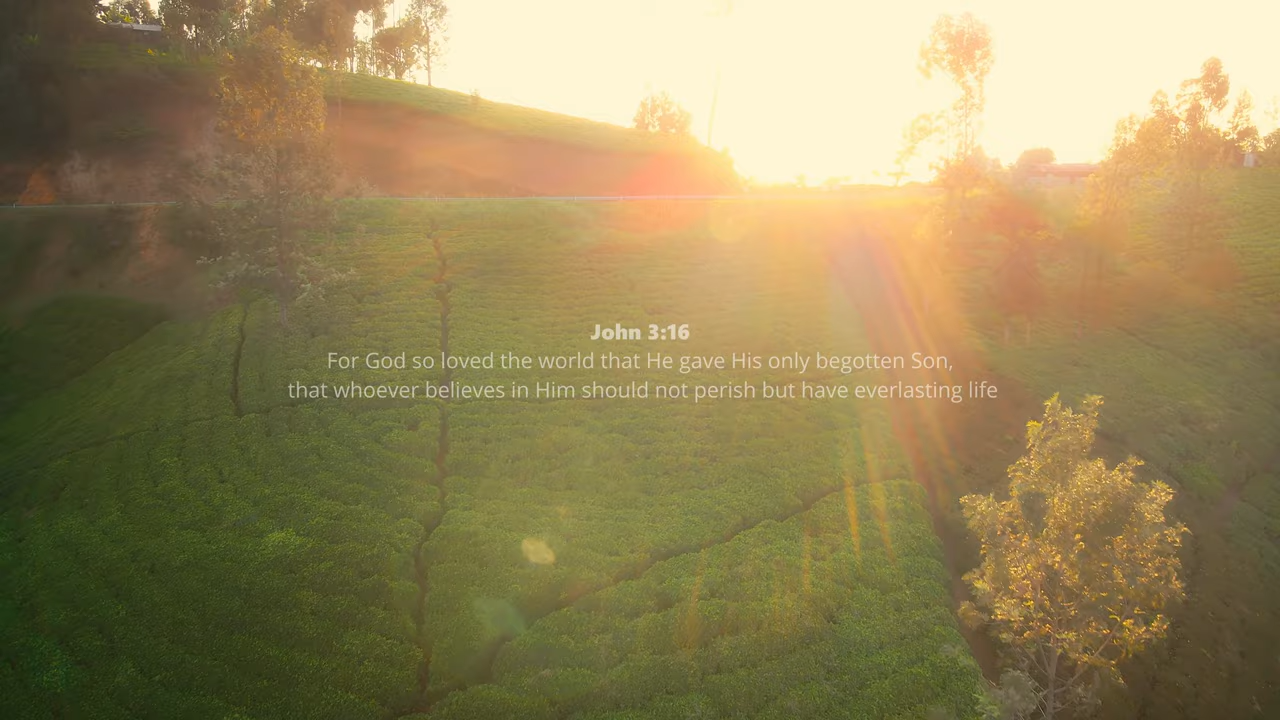 John 3:16
For God so loved the world that He gave His only begotten Son,
that whoever believes in Him should not perish but have everlasting life